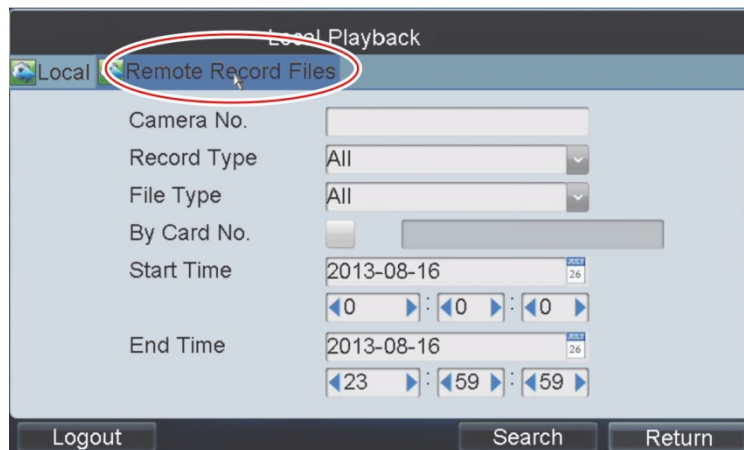 Local Playback
Local Remote Record Files
Camera No.
Record Type All
File Type All
By Card No.
Start Time 2013-08-16
JULY 26
0 : 0 : 0
End Time 2013-08-16
JULY 26
23 : 59 : 59
Logout Search Return